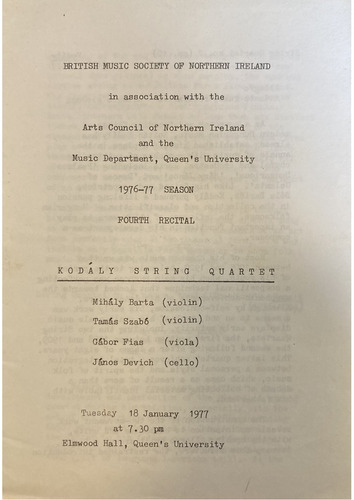 BRITISH MUSIC SOCIETY OF NORTHERN IRELAND
in association with the
Arts Council of Northern Ireland
and the
Music Department, Queen's University
1976-77 SEASON
FOURTH RECITAL
KODÁLY STRING QUARTET
Mihály Barta (violin)
Tamás Szabó (violin)
Gábor Fias (viola)
János Devich (cello)
Tuesday 18 January 1977
at 7.30 pm
Elmwood Hall, Queen's University